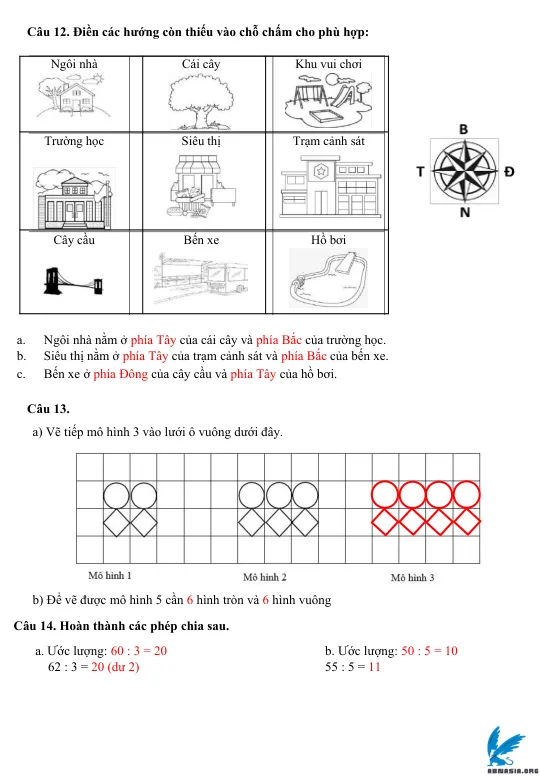 Câu 12. Điền các hướng còn thiếu vào chỗ chấm cho phù hợp:
Ngôi nhà Cái cây Khu vui chơi
Trường học Siêu thị Trạm cảnh sát
Cây cầu Bến xe Hồ bơi
B
T Đ
N
a. Ngôi nhà nằm ở phía Tây của cái cây và phía Bắc của trường học.
b. Siêu thị nằm ở phía Tây của trạm cảnh sát và phía Bắc của bến xe.
c. Bến xe ở phía Đông của cây cầu và phía Tây của hồ bơi.
Câu 13.
a) Vẽ tiếp mô hình 3 vào lưới ô vuông dưới đây.
Mô hình 1 Mô hình 2 Mô hình 3
b) Để vẽ được mô hình 5 cần 6 hình tròn và 6 hình vuông
Câu 14. Hoàn thành các phép chia sau.
a. Ước lượng: 60 : 3 = 20 b. Ước lượng: 50 : 5 = 10
62 : 3 = 20 (dư 2) 55 : 5 = 11
ABMASIA.ORG